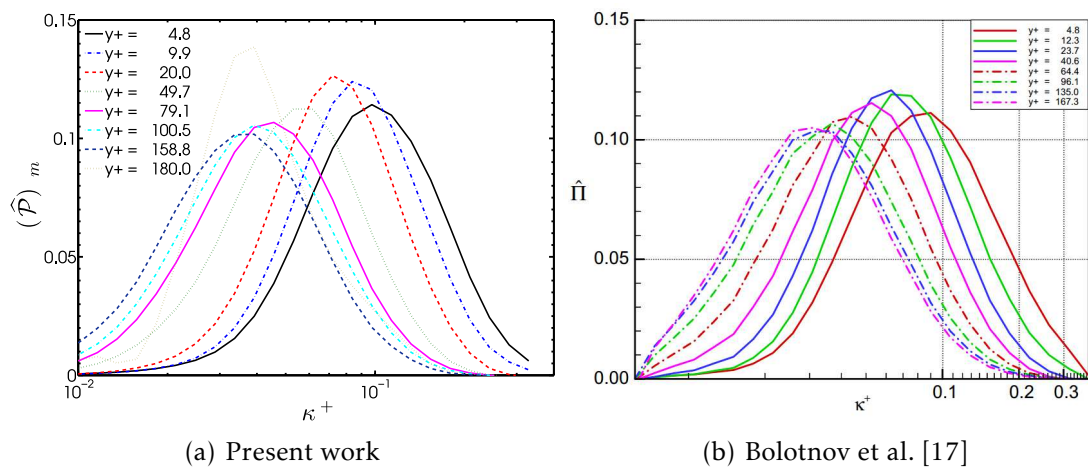 0.15
0.1
0.05
0
10⁻²
10⁻¹
(𝒫̂) m
κ +
y+ = 4.8
y+ = 9.9
y+ = 20.0
y+ = 49.7
y+ = 79.1
y+ = 100.5
y+ = 158.8
y+ = 180.0
(a) Present work
0.15
0.10
0.05
0.00
Π̂
κ⁺
0.1
0.2
0.3
y+ = 4.8
y+ = 12.3
y+ = 23.7
y+ = 40.6
y+ = 64.4
y+ = 96.1
y+ = 135.0
y+ = 167.3
(b) Bolotnov et al. [17]